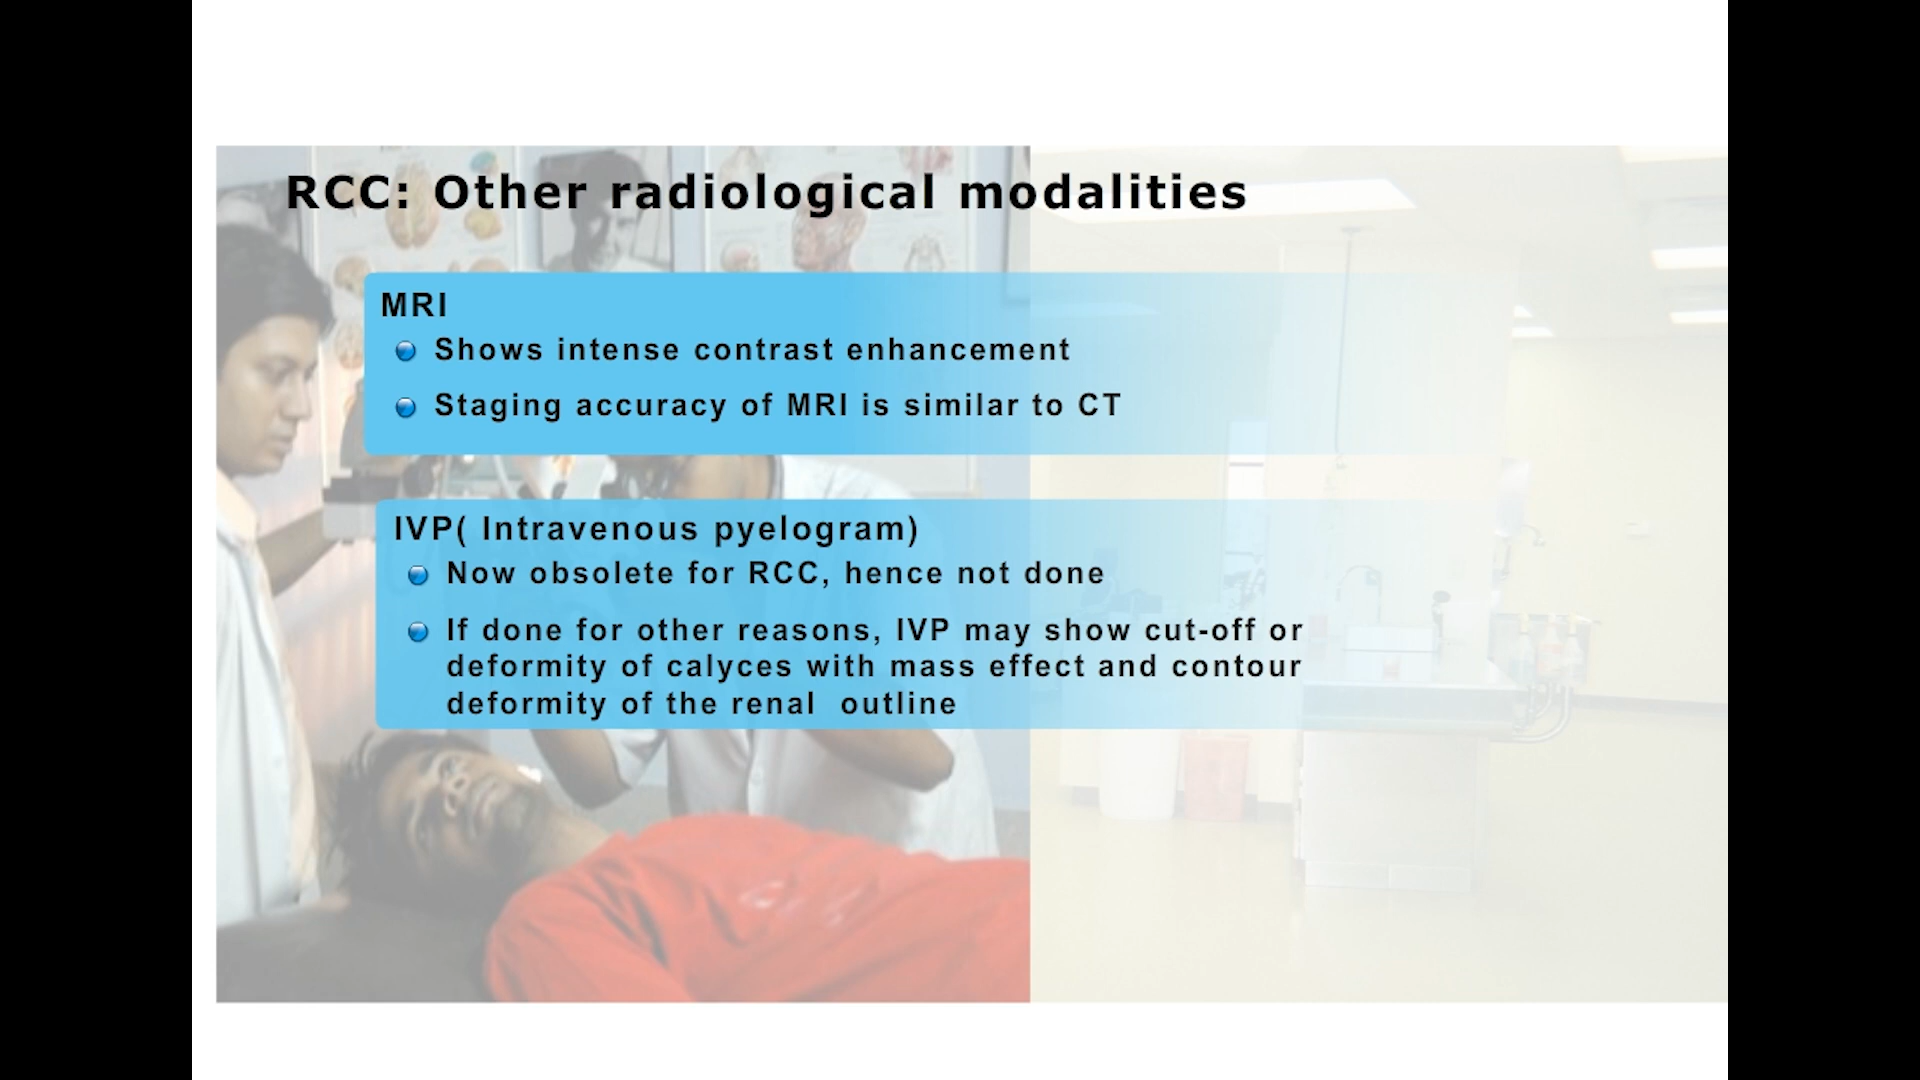 RCC: Other radiological modalities
MRI
Shows intense contrast enhancement
Staging accuracy of MRI is similar to CT
IVP( Intravenous pyelogram)
Now obsolete for RCC, hence not done
If done for other reasons, IVP may show cut-off or
deformity of calyces with mass effect and contour
deformity of the renal  outline